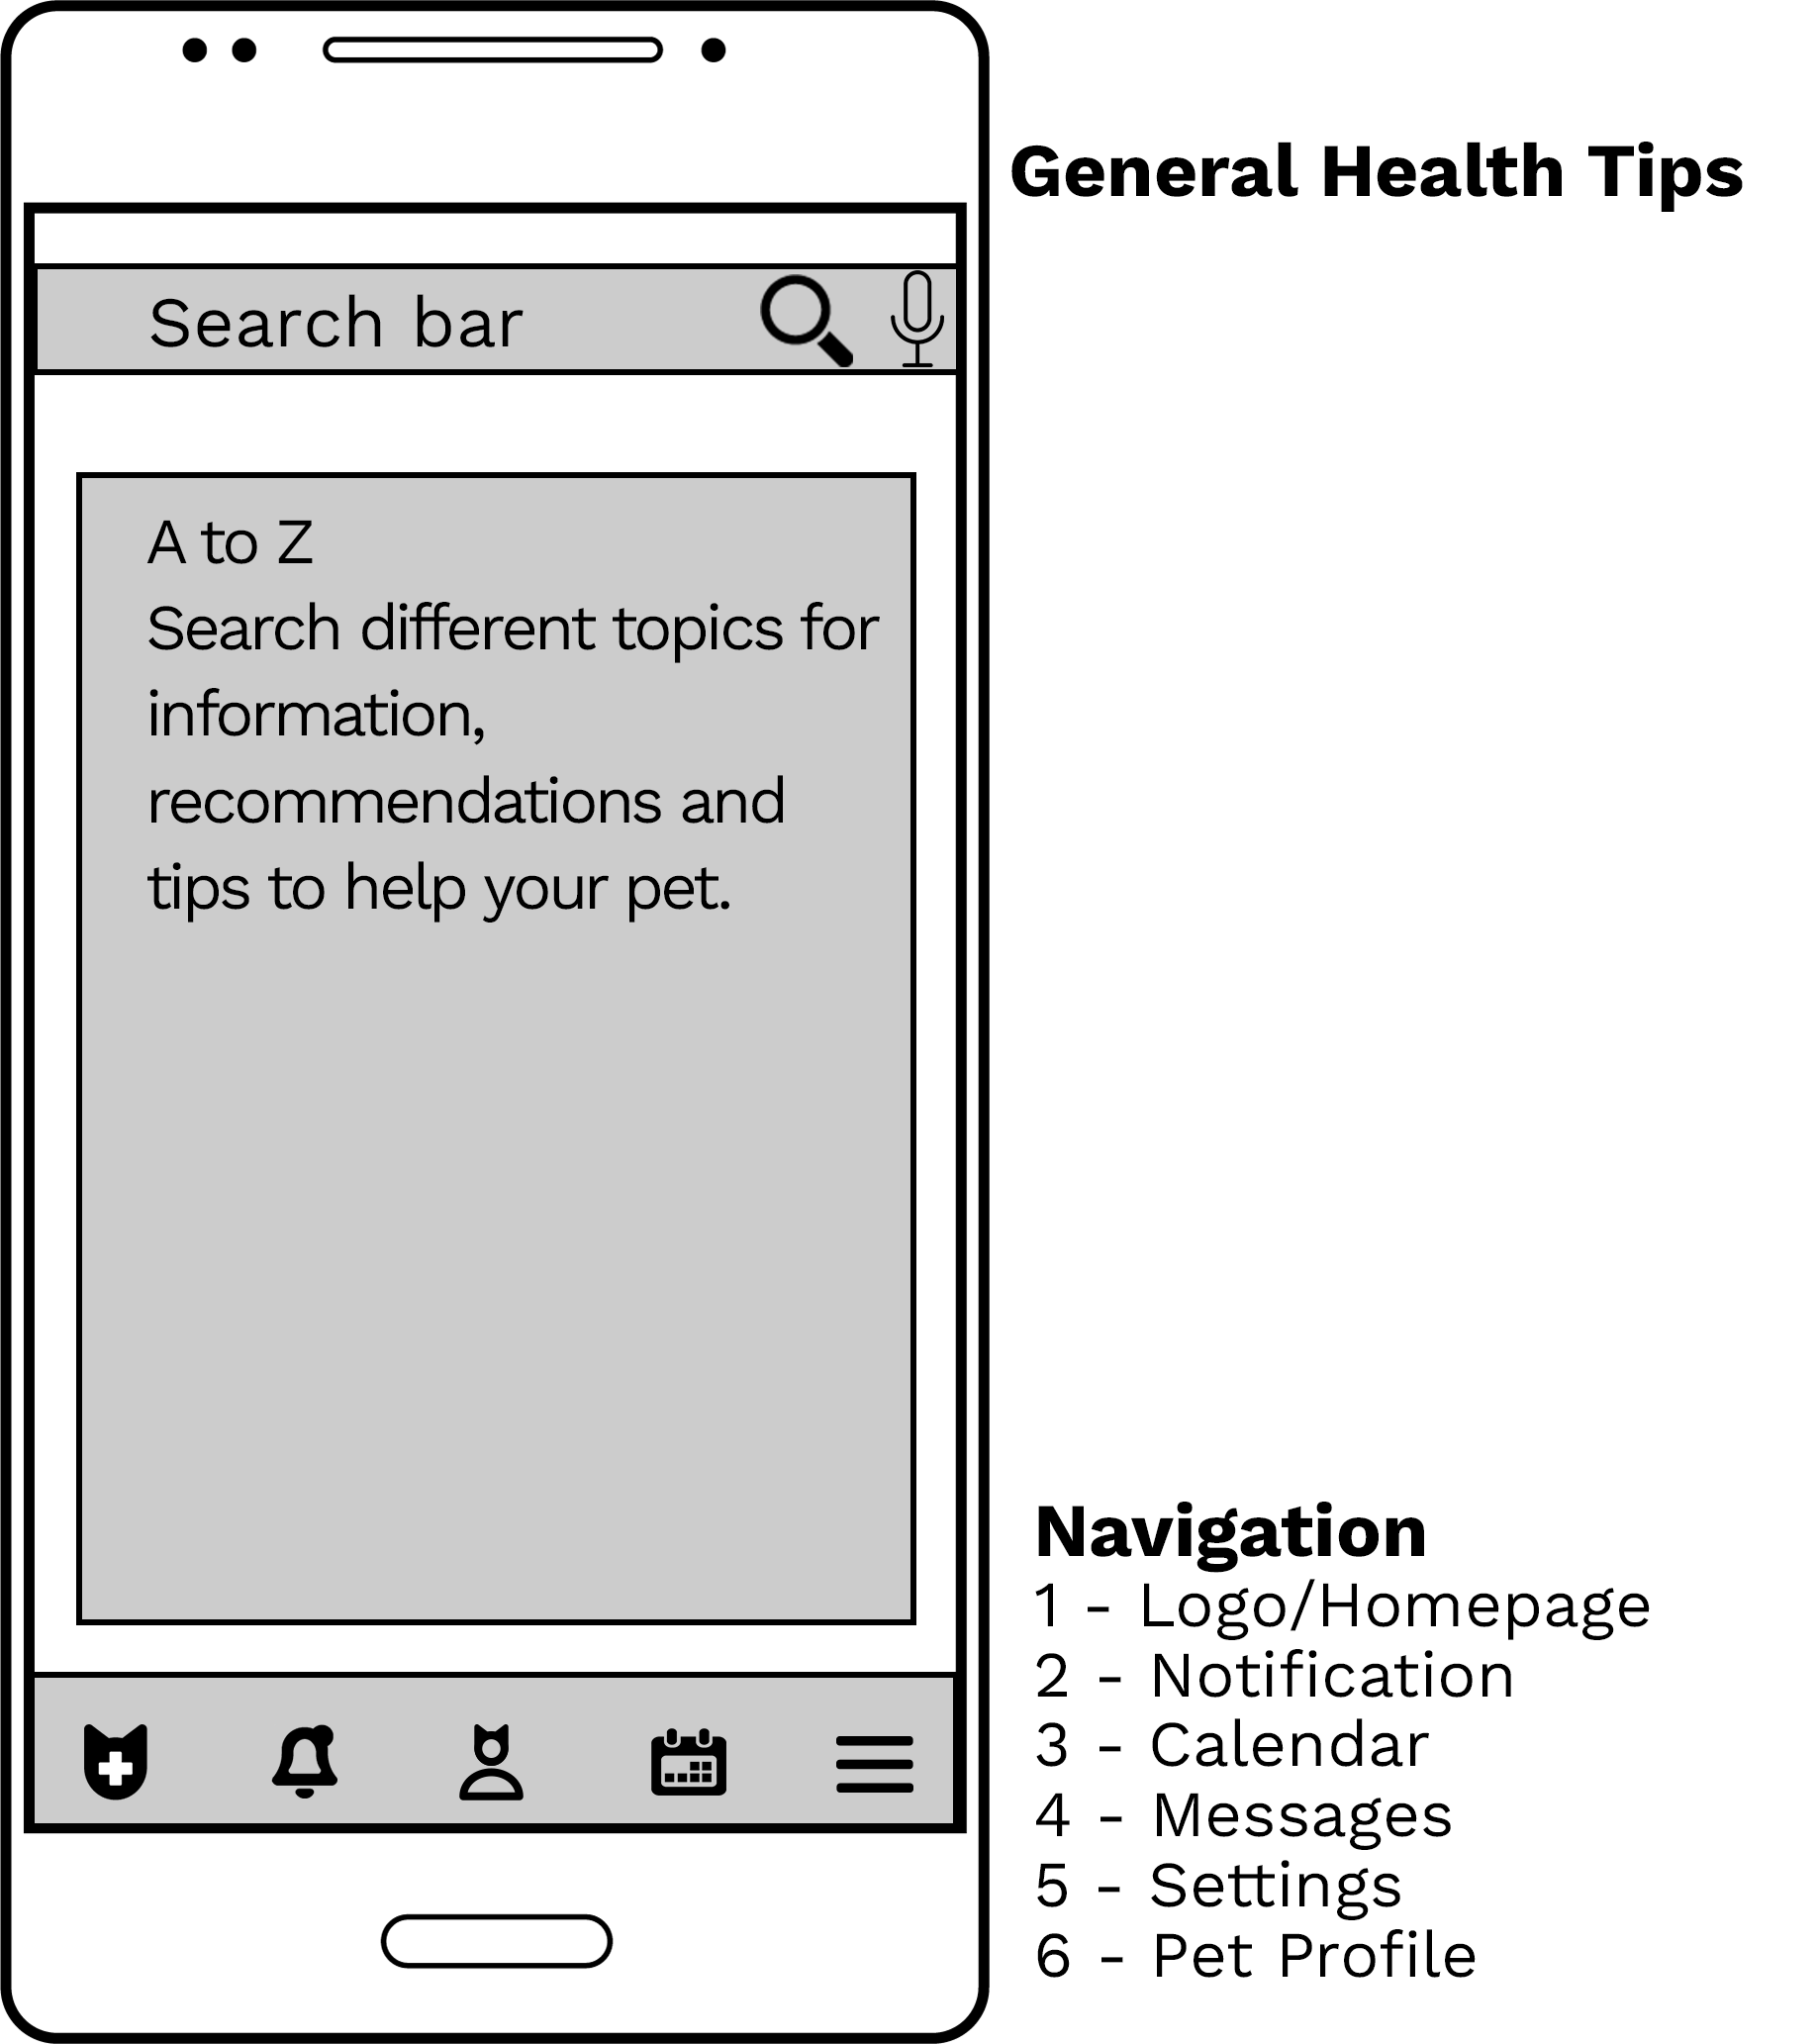 General Health Tips
Search bar
A to Z
Search different topics for
information,
recommendations and
tips to help your pet.
Navigation
1 - Logo/Homepage
2 - Notification
3 - Calendar
4 - Messages
5 - Settings
6 - Pet Profile